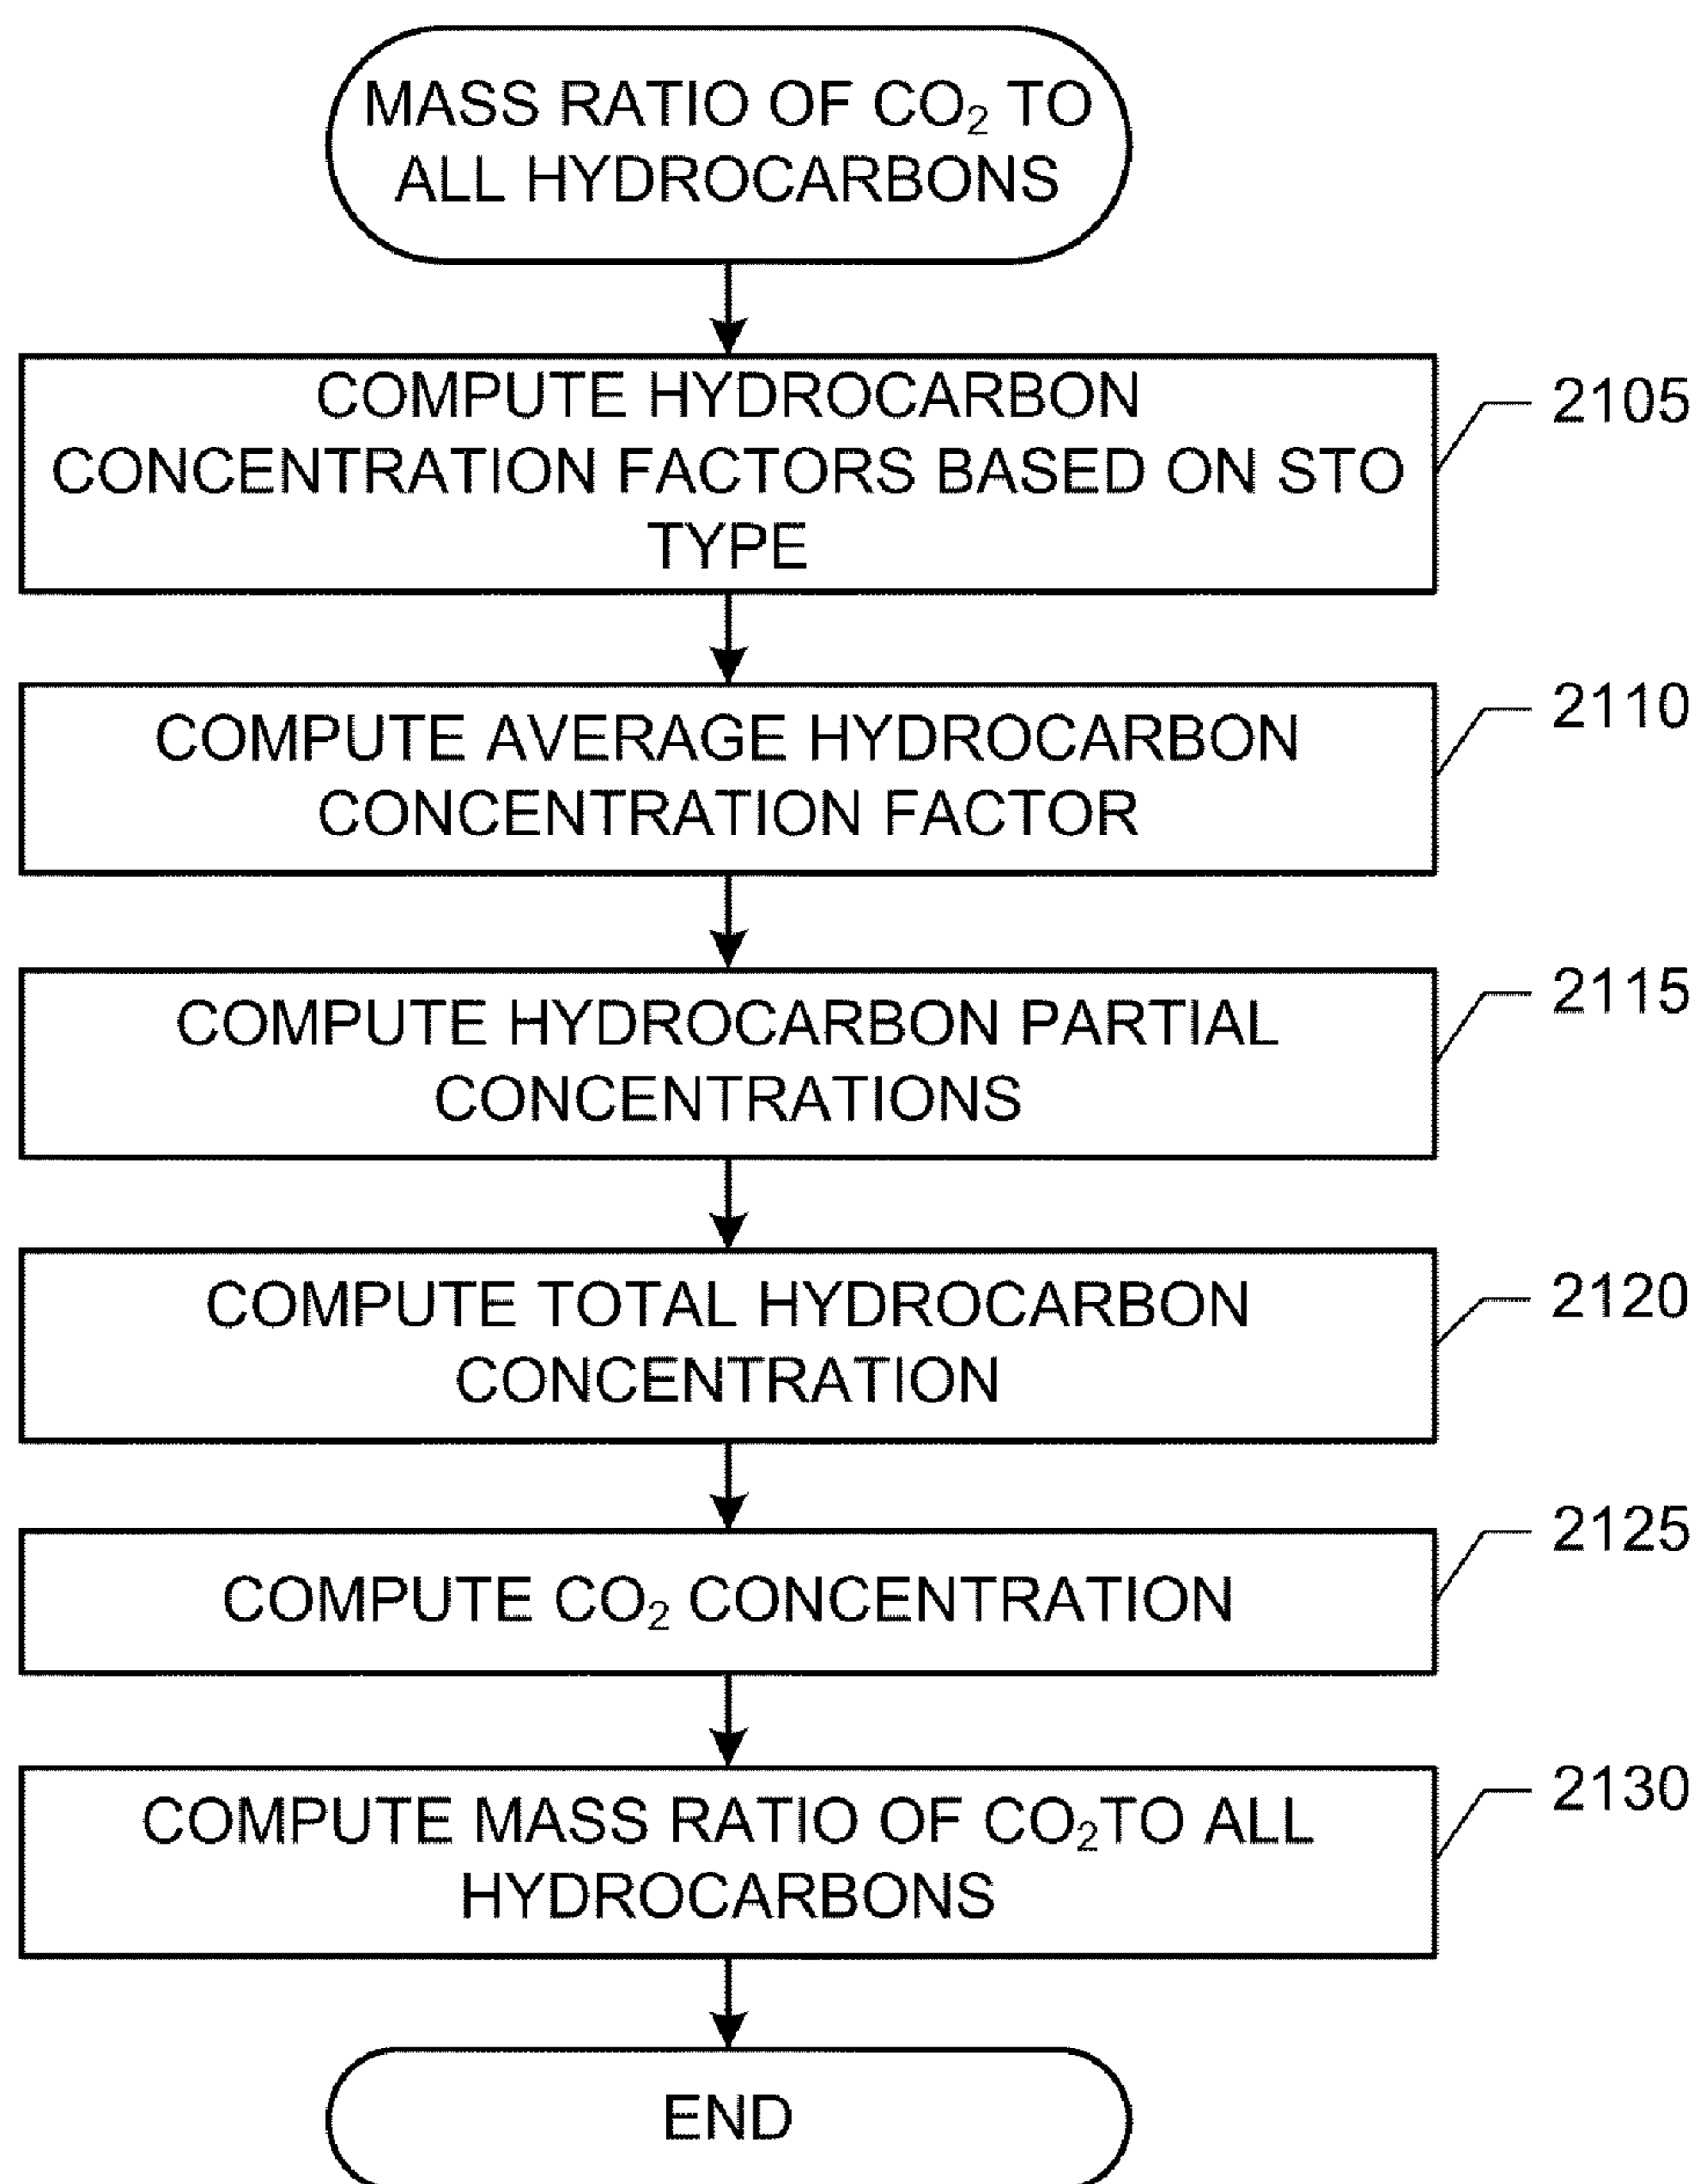 MASS RATIO OF CO₂ TO
ALL HYDROCARBONS
COMPUTE HYDROCARBON
CONCENTRATION FACTORS BASED ON STO
TYPE
2105
COMPUTE AVERAGE HYDROCARBON
CONCENTRATION FACTOR
2110
COMPUTE HYDROCARBON PARTIAL
CONCENTRATIONS
2115
COMPUTE TOTAL HYDROCARBON
CONCENTRATION
2120
COMPUTE CO₂ CONCENTRATION
2125
COMPUTE MASS RATIO OF CO₂TO ALL
HYDROCARBONS
2130
END